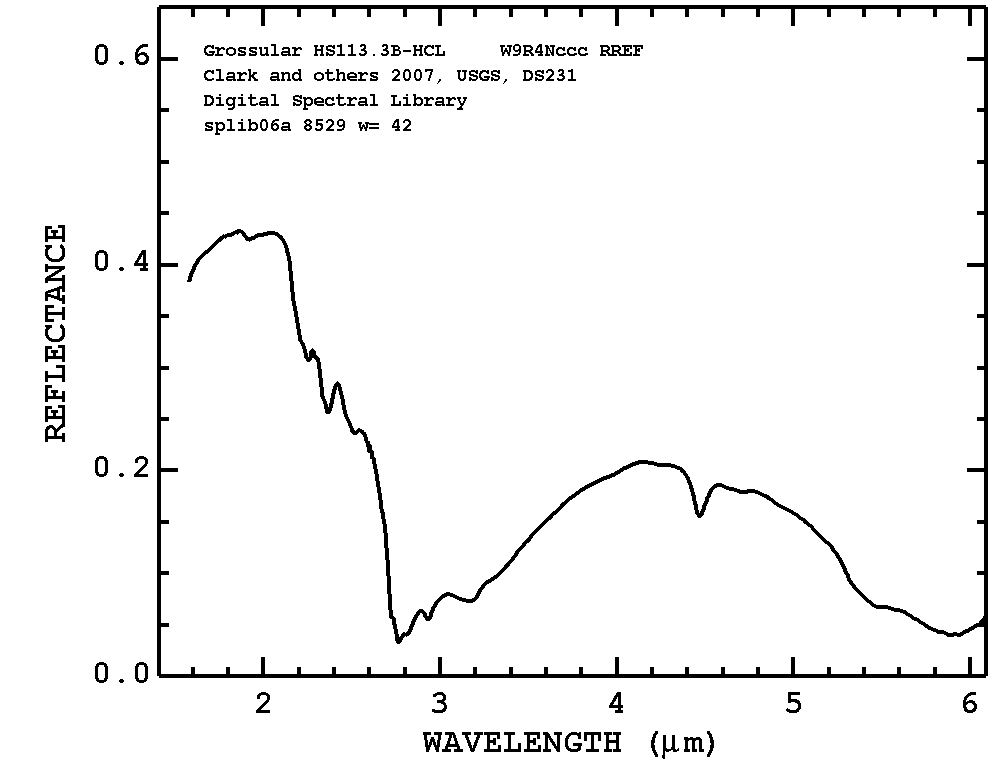 Grossular HS113.3B-HCL W9R4Nccc RREF
Clark and others 2007, USGS, DS231
Digital Spectral Library
splib06a 8529 w= 42
REFLECTANCE
0.6
0.4
0.2
0.0
2 3 4 5 6
WAVELENGTH (μm)